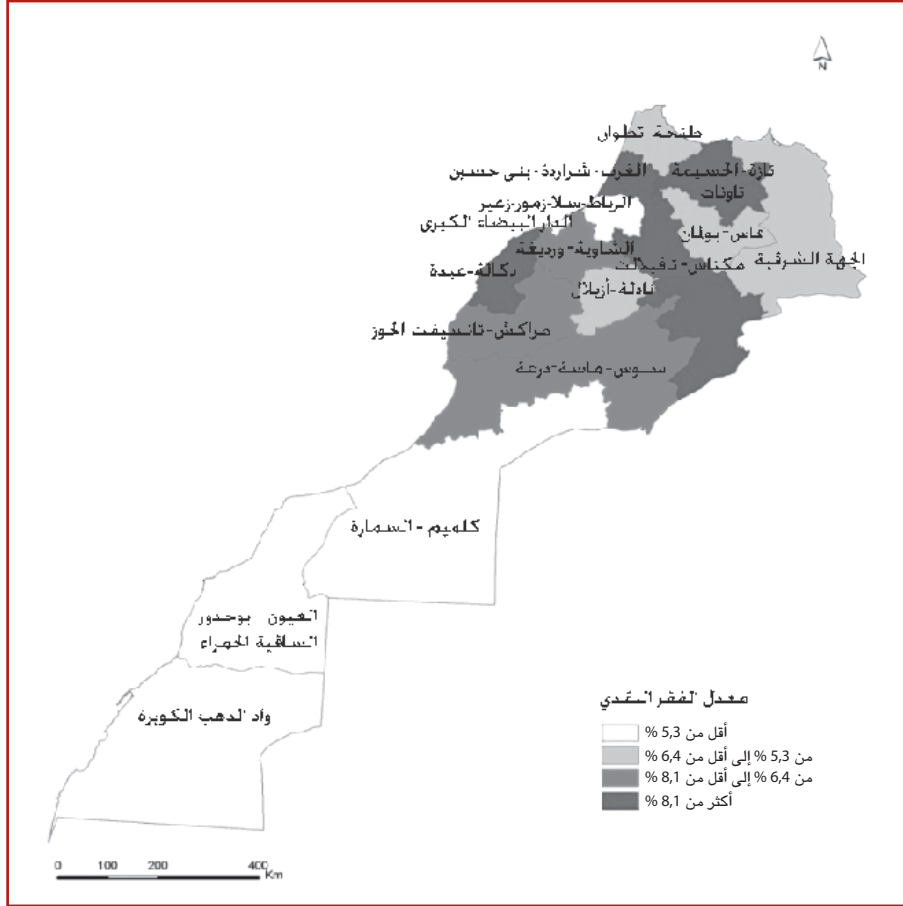 N
طنجة تطوان
الغرب-شراردة-بني حسين
تازة-الحسيمة
تاونات
الرباط-سلا-زمور-زعير
الدار البيضاء الكبرى
فاس-بولمان
الشاوية-ورديغة
الجهة الشرقية
مكناس-تفيلالت
دكالة-عبدة
تادلة-أزيلال
مراكش-تانسيفت الحوز
سوس-ماسة-درعة
كلميم-السمارة
العيون بوجدور
الساقية الحمراء
واد الدهب الكويرة
معدل الفقر النقدي
أقل من 5,3 %
من 5,3 % إلى أقل من 6,4 %
من 6,4 % إلى أقل من 8,1 %
أكثر من 8,1 %
0 100 200 400 Km